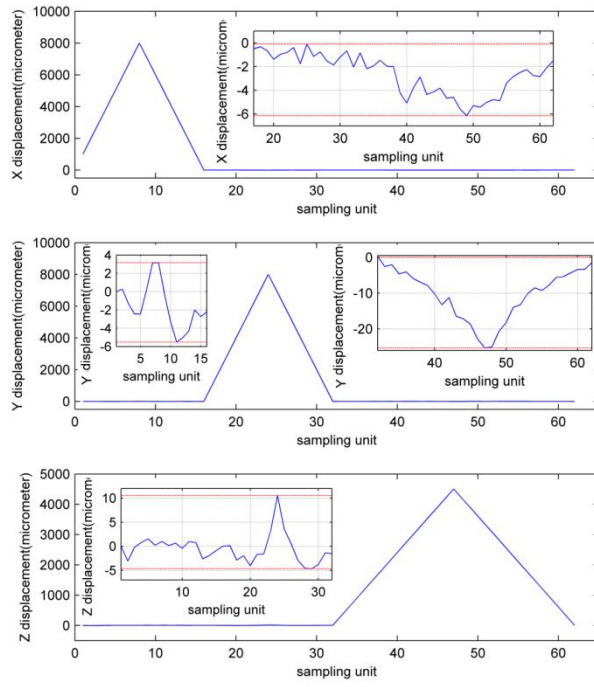 10000
8000
6000
4000
2000
0
X displacement(micrometer)
0
-2
-4
-6
X displacement(microm
20 25 30 35 40 45 50 55 60
sampling unit
0 10 20 30 40 50 60
sampling unit
10000
8000
6000
4000
2000
0
Y displacement(micrometer)
4
2
0
-2
-4
-6
Y displacement(microm
5 10 15
sampling unit
0
-10
-20
Y displacement(microm
40 50 60
sampling unit
0 10 20 30 40 50 60
sampling unit
5000
4000
3000
2000
1000
0
Z displacement(micrometer)
10
5
0
-5
Z displacement(microm
10 20 30
sampling unit
0 10 20 30 40 50 60
sampling unit